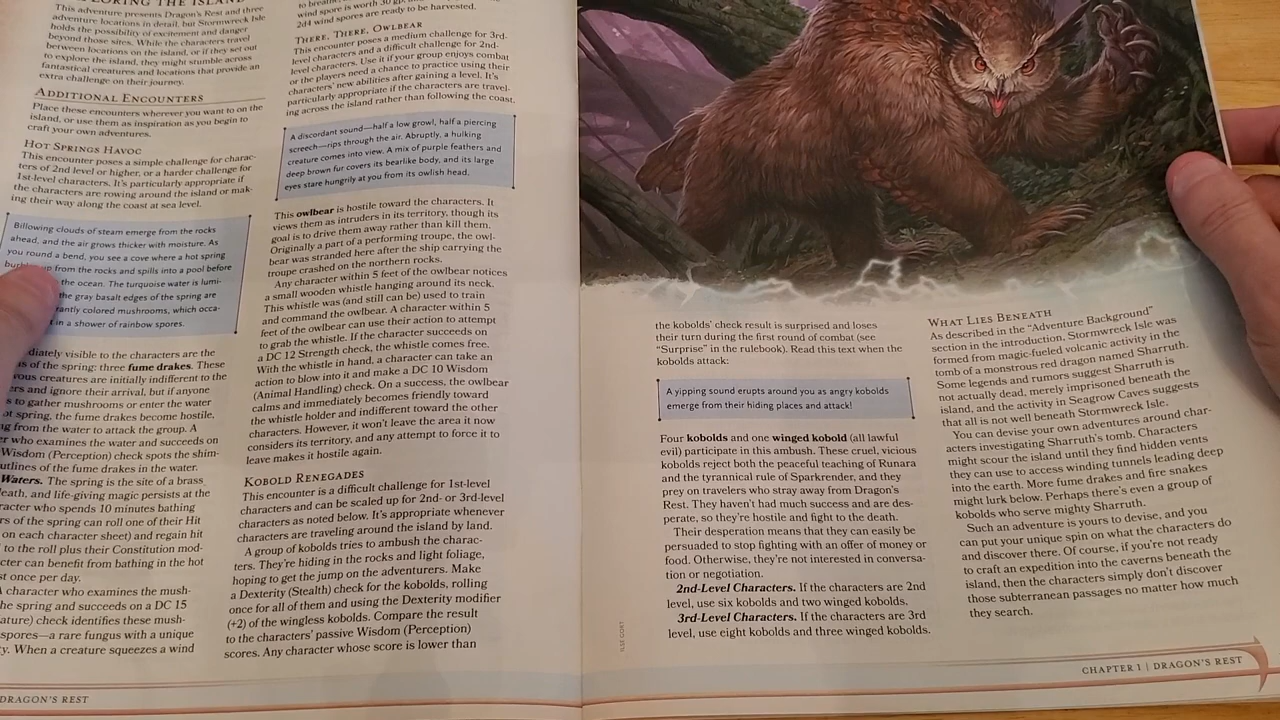 EXPLORING THE ISLAND
This adventure presents Dragon's Rest and three
adventure locations in detail, but Stormwreck Isle
holds the possibility of excitement and danger
beyond those sites. While the characters travel
between locations on the island, or if they set out
to explore the island, they might stumble across
fantastical creatures and locations that provide an
extra challenge on their journey.
ADDITIONAL ENCOUNTERS
Place these encounters wherever you want to on the
island, or use them as inspiration as you begin to
craft your own adventures.
HOT SPRINGS HAVOC
This encounter poses a simple challenge for charac-
ters of 2nd level or higher, or a harder challenge for
1st-level characters. It's particularly appropriate if
the characters are rowing around the island or mak-
ing their way along the coast at sea level.
Billowing clouds of steam emerge from the rocks
ahead, and the air grows thicker with moisture. As
you round a bend, you see a cove where a hot spring
up from the rocks and spills into a pool before
the ocean. The turquoise water is lumi-
the gray basalt edges of the spring are
colored mushrooms, which occa-
in a shower of rainbow spores.
diately visible to the characters are the
of the spring: three fume drakes. These
creatures are initially indifferent to the
and ignore their arrival, but if anyone
to gather mushrooms or enter the water
spring, the fume drakes become hostile,
from the water to attack the group. A
who examines the water and succeeds on
Wisdom (Perception) check spots the shim-
outlines of the fume drakes in the water.
Waters. The spring is the site of a brass
death, and life-giving magic persists at the
who spends 10 minutes bathing
of the spring can roll one of their Hit
on each character sheet) and regain hit
to the roll plus their Constitution mod-
can benefit from bathing in the hot
once per day.
A character who examines the mush-
the spring and succeeds on a DC 15
check identifies these mush-
spores—a rare fungus with a unique
When a creature squeezes a wind
to
wind spore is worth 30 gp,
2d4 wind spores are ready to be harvested.
THERE, THERE, OWLBEAR
This encounter poses a medium challenge for 3rd-
level characters and a difficult challenge for 2nd-
level characters. Use it if your group enjoys combat
or the players need a chance to practice using their
characters' new abilities after gaining a level. It's
particularly appropriate if the characters are travel-
ing across the island rather than following the coast.
A discordant sound—half a low growl, half a piercing
screech—rips through the air. Abruptly, a hulking
creature comes into view. A mix of purple feathers and
deep brown fur covers its bearlike body, and its large
eyes stare hungrily at you from its owlish head.
This owlbear is hostile toward the characters. It
views them as intruders in its territory, though its
goal is to drive them away rather than kill them.
Originally a part of a performing troupe, the owl-
bear was stranded here after the ship carrying the
troupe crashed on the northern rocks.
Any character within 5 feet of the owlbear notices
a small wooden whistle hanging around its neck.
This whistle was (and still can be) used to train
and command the owlbear. A character within 5
feet of the owlbear can use their action to attempt
to grab the whistle. If the character succeeds on
a DC 12 Strength check, the whistle comes free.
With the whistle in hand, a character can take an
action to blow into it and make a DC 10 Wisdom
(Animal Handling) check. On a success, the owlbear
calms and immediately becomes friendly toward
the whistle holder and indifferent toward the other
characters. However, it won't leave the area it now
considers its territory, and any attempt to force it to
leave makes it hostile again.
KOBOLD RENEGADES
This encounter is a difficult challenge for 1st-level
characters and can be scaled up for 2nd- or 3rd-level
characters as noted below. It's appropriate whenever
characters are traveling around the island by land.
A group of kobolds tries to ambush the charac-
ters. They're hiding in the rocks and light foliage,
hoping to get the jump on the adventurers. Make
a Dexterity (Stealth) check for the kobolds, rolling
once for all of them and using the Dexterity modifier
(+2) of the wingless kobolds. Compare the result
to the characters' passive Wisdom (Perception)
scores. Any character whose score is lower than
DRAGON'S REST
the kobolds' check result is surprised and loses
their turn during the first round of combat (see
"Surprise" in the rulebook). Read this text when the
kobolds attack:
A yipping sound erupts around you as angry kobolds
emerge from their hiding places and attack!
Four kobolds and one winged kobold (all lawful
evil) participate in this ambush. These cruel, vicious
kobolds reject both the peaceful teaching of Runara
and the tyrannical rule of Sparkrender, and they
prey on travelers who stray away from Dragon's
Rest. They haven't had much success and are des-
perate, so they're hostile and fight to the death.
Their desperation means that they can easily be
persuaded to stop fighting with an offer of money or
food. Otherwise, they're not interested in conversa-
tion or negotiation.
2nd-Level Characters. If the characters are 2nd
level, use six kobolds and two winged kobolds.
3rd-Level Characters. If the characters are 3rd
level, use eight kobolds and three winged kobolds.
ILSE GORT
WHAT LIES BENEATH
As described in the "Adventure Background"
section in the introduction, Stormwreck Isle was
formed from magic-fueled volcanic activity in the
tomb of a monstrous red dragon named Sharruth.
Some legends and rumors suggest Sharruth is
not actually dead, merely imprisoned beneath the
island, and the activity in Seagrow Caves suggests
that all is not well beneath Stormwreck Isle.
You can devise your own adventures around char-
acters investigating Sharruth's tomb. Characters
might scour the island until they find hidden vents
they can use to access winding tunnels leading deep
into the earth. More fume drakes and fire snakes
might lurk below. Perhaps there's even a group of
kobolds who serve mighty Sharruth.
Such an adventure is yours to devise, and you
can put your unique spin on what the characters do
and discover there. Of course, if you're not ready
to craft an expedition into the caverns beneath the
island, then the characters simply don't discover
those subterranean passages no matter how much
they search.
CHAPTER 1 | DRAGON'S REST